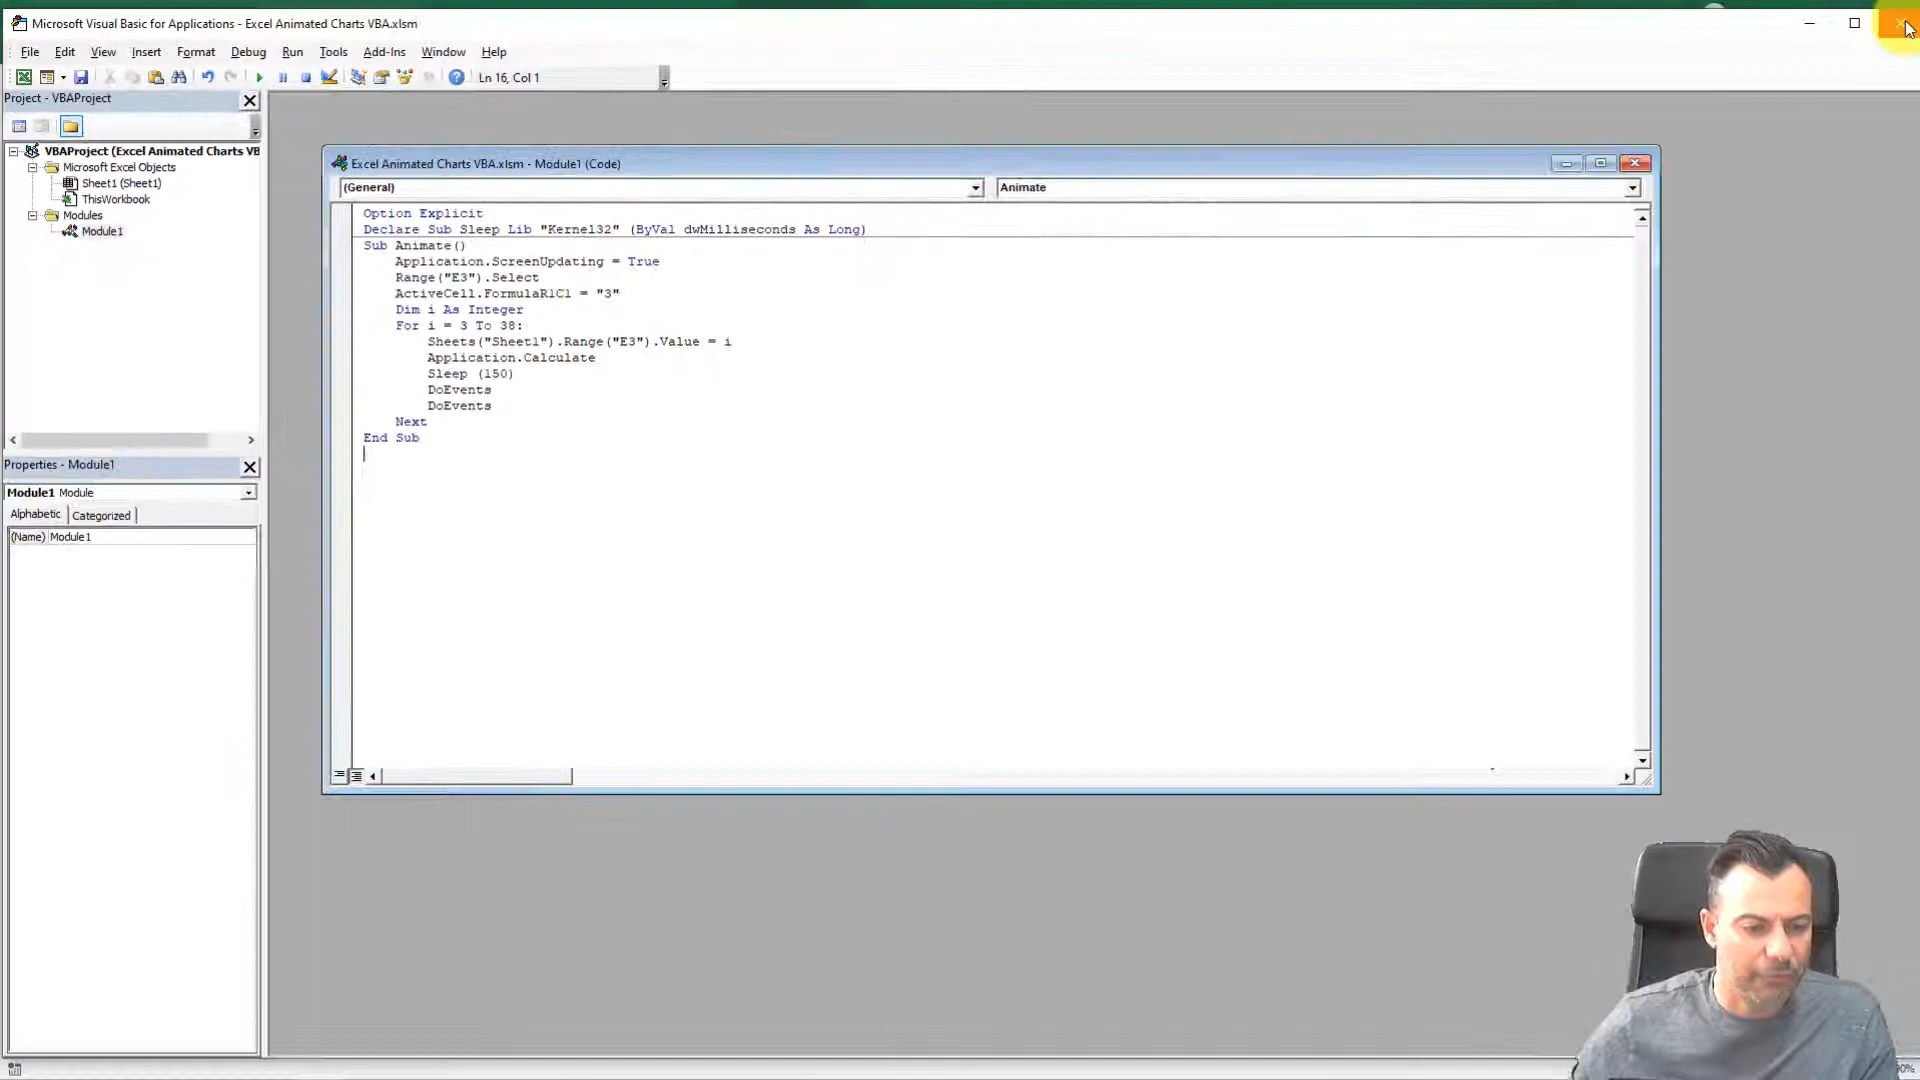 Microsoft Visual Basic for Applications - Excel Animated Charts VBA.xlsm
File Edit View Insert Format Debug Run Tools Add-Ins Window Help
Ln 16, Col 1
Project - VBAProject
VBAProject (Excel Animated Charts VB
Microsoft Excel Objects
Sheet1 (Sheet1)
ThisWorkbook
Modules
Module1
Properties - Module1
Module1 Module
Alphabetic Categorized
(Name) Module1
Excel Animated Charts VBA.xlsm - Module1 (Code)
(General) Animate
Option Explicit
Declare Sub Sleep Lib "Kernel32" (ByVal dwMilliseconds As Long)
Sub Animate()
Application.ScreenUpdating = True
Range("E3").Select
ActiveCell.FormulaR1C1 = "3"
Dim i As Integer
For i = 3 To 38:
Sheets("Sheet1").Range("E3").Value = i
Application.Calculate
Sleep (150)
DoEvents
DoEvents
Next
End Sub